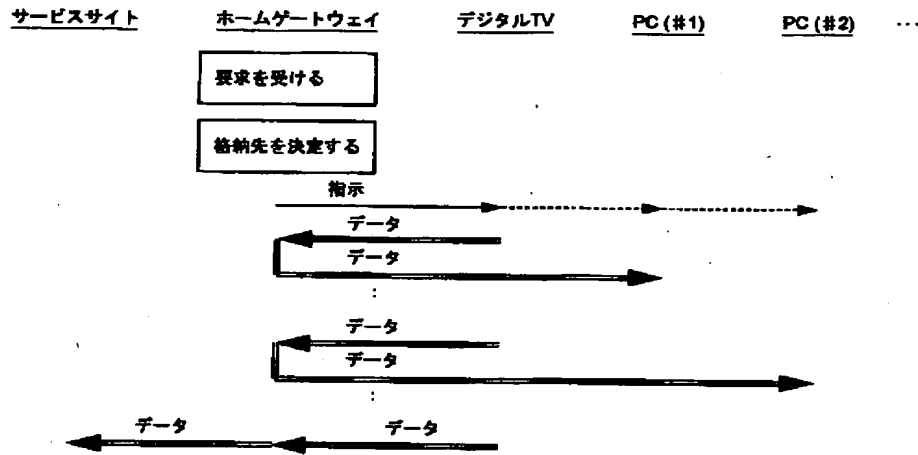 サービスサイト ホームゲートウェイ デジタルTV PC (#1) PC (#2) …
要求を受ける
格納先を決定する
指示
データ
データ
:
データ
データ
:
データ データ